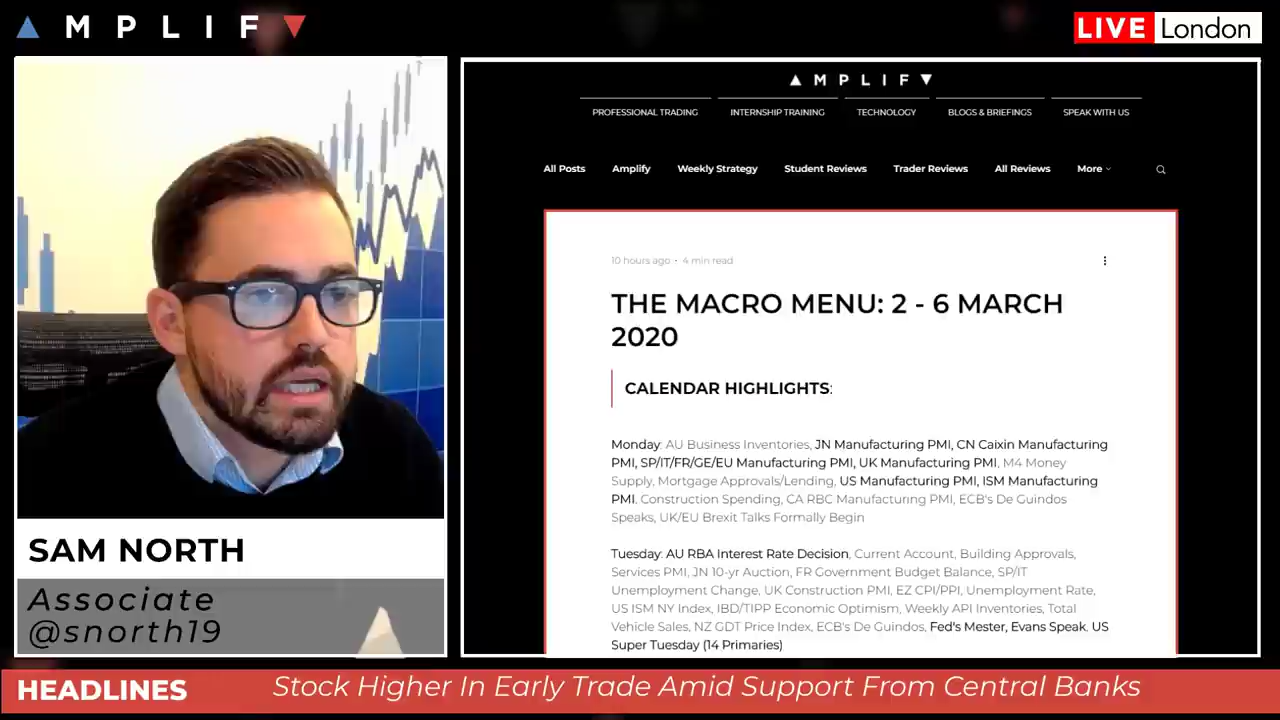 AMPLIFY
LIVE London
AMPLIFY
PROFESSIONAL TRADING
INTERNSHIP TRAINING
TECHNOLOGY
BLOGS & BRIEFINGS
SPEAK WITH US
All Posts
Amplify
Weekly Strategy
Student Reviews
Trader Reviews
All Reviews
More
10 hours ago · 4 min read
THE MACRO MENU: 2 - 6 MARCH
2020
CALENDAR HIGHLIGHTS:
Monday: AU Business Inventories, JN Manufacturing PMI, CN Caixin Manufacturing
PMI, SP/IT/FR/GE/EU Manufacturing PMI, UK Manufacturing PMI, M4 Money
Supply, Mortgage Approvals/Lending, US Manufacturing PMI, ISM Manufacturing
PMI, Construction Spending, CA RBC Manufacturing PMI, ECB's De Guindos
Speaks, UK/EU Brexit Talks Formally Begin
Tuesday: AU RBA Interest Rate Decision, Current Account, Building Approvals,
Services PMI, JN 10-yr Auction, FR Government Budget Balance, SP/IT
Unemployment Change, UK Construction PMI, EZ CPI/PPI, Unemployment Rate,
US ISM NY Index, IBD/TIPP Economic Optimism, Weekly API Inventories, Total
Vehicle Sales, NZ GDT Price Index, ECB's De Guindos, Fed's Mester, Evans Speak, US
Super Tuesday (14 Primaries)
SAM NORTH
Associate
@snorth19
HEADLINES
Stock Higher In Early Trade Amid Support From Central Banks